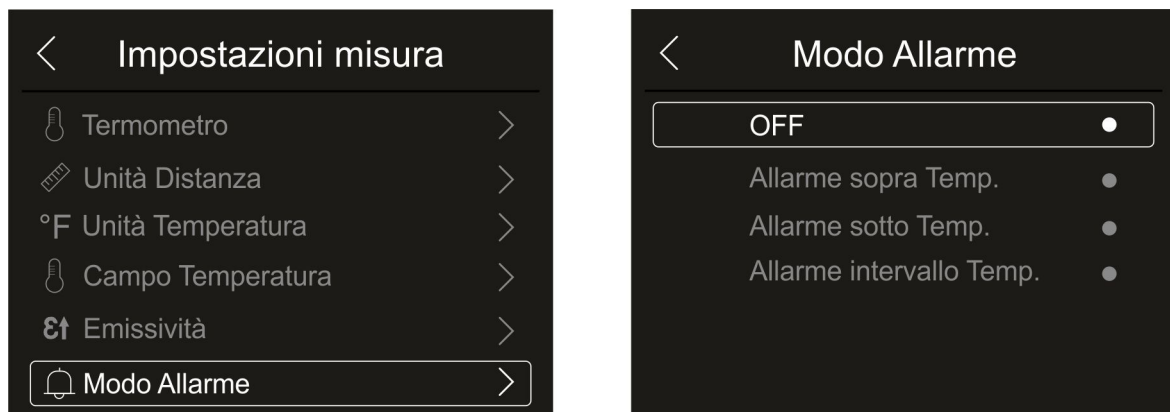 Impostazioni misura
Termometro
Unità Distanza
°F Unità Temperatura
Campo Temperatura
Ɛ↑ Emissività
Modo Allarme
Modo Allarme
OFF
Allarme sopra Temp.
Allarme sotto Temp.
Allarme intervallo Temp.